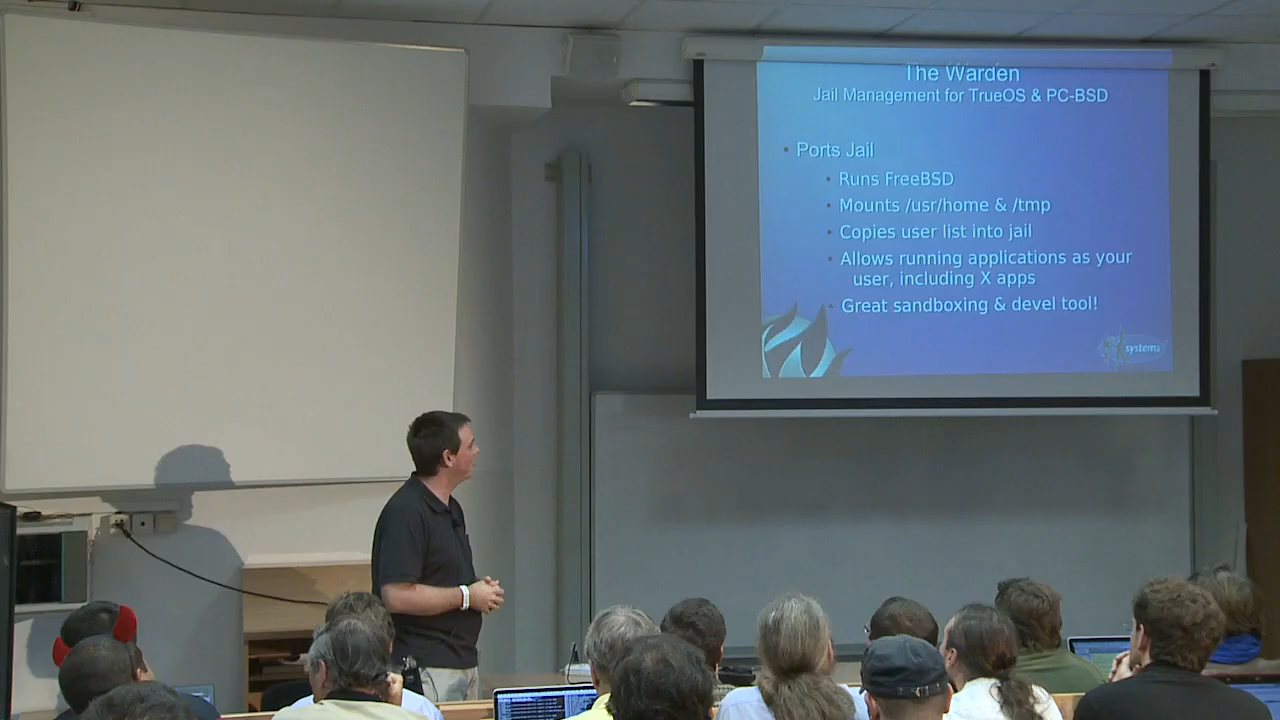 The Warden
Jail Management for TrueOS & PC-BSD
Ports Jail
Runs FreeBSD
Mounts /usr/home & /tmp
Copies user list into jail
Allows running applications as your
user, including X apps
Great sandboxing & devel tool!
systems